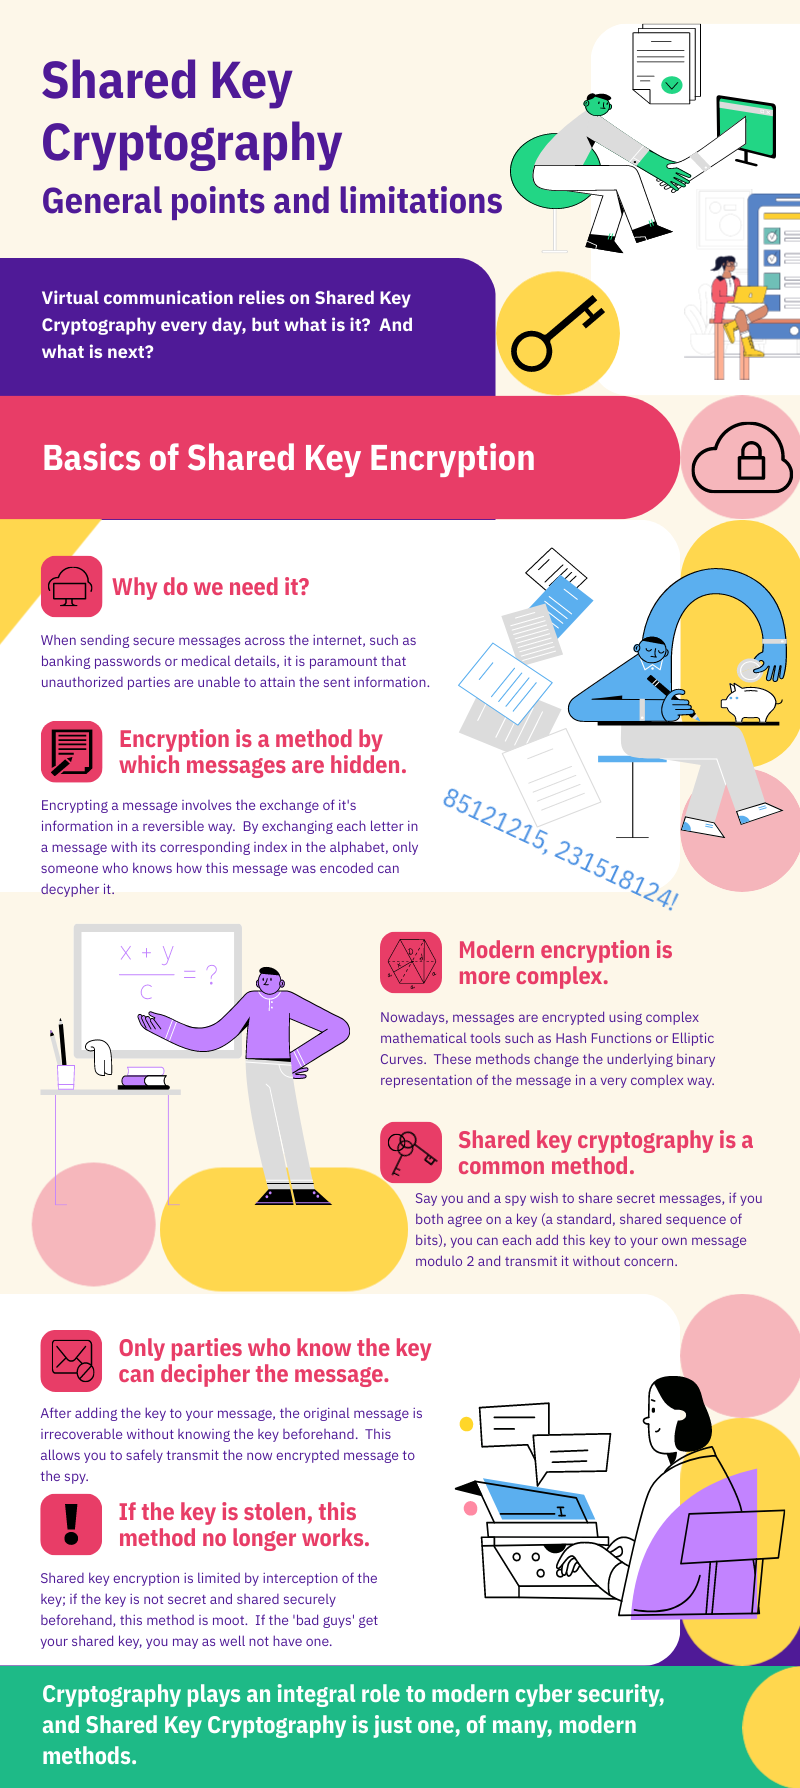 Shared Key
Cryptography
General points and limitations
Virtual communication relies on Shared Key
Cryptography every day, but what is it?  And
what is next?
Basics of Shared Key Encryption
Why do we need it?
When sending secure messages across the internet, such as
banking passwords or medical details, it is paramount that
unauthorized parties are unable to attain the sent information.
Encryption is a method by
which messages are hidden.
Encrypting a message involves the exchange of it's
information in a reversible way.  By exchanging each letter in
a message with its corresponding index in the alphabet, only
someone who knows how this message was encoded can
decypher it.
85121215, 231518124!
x + y
c
= ?
Modern encryption is
more complex.
Nowadays, messages are encrypted using complex
mathematical tools such as Hash Functions or Elliptic
Curves.  These methods change the underlying binary
representation of the message in a very complex way.
Shared key cryptography is a
common method.
Say you and a spy wish to share secret messages, if you
both agree on a key (a standard, shared sequence of
bits), you can each add this key to your own message
modulo 2 and transmit it without concern.
Only parties who know the key
can decipher the message.
After adding the key to your message, the original message is
irrecoverable without knowing the key beforehand.  This
allows you to safely transmit the now encrypted message to
the spy.
If the key is stolen, this
method no longer works.
Shared key encryption is limited by interception of the
key; if the key is not secret and shared securely
beforehand, this method is moot.  If the 'bad guys' get
your shared key, you may as well not have one.
Cryptography plays an integral role to modern cyber security,
and Shared Key Cryptography is just one, of many, modern
methods.